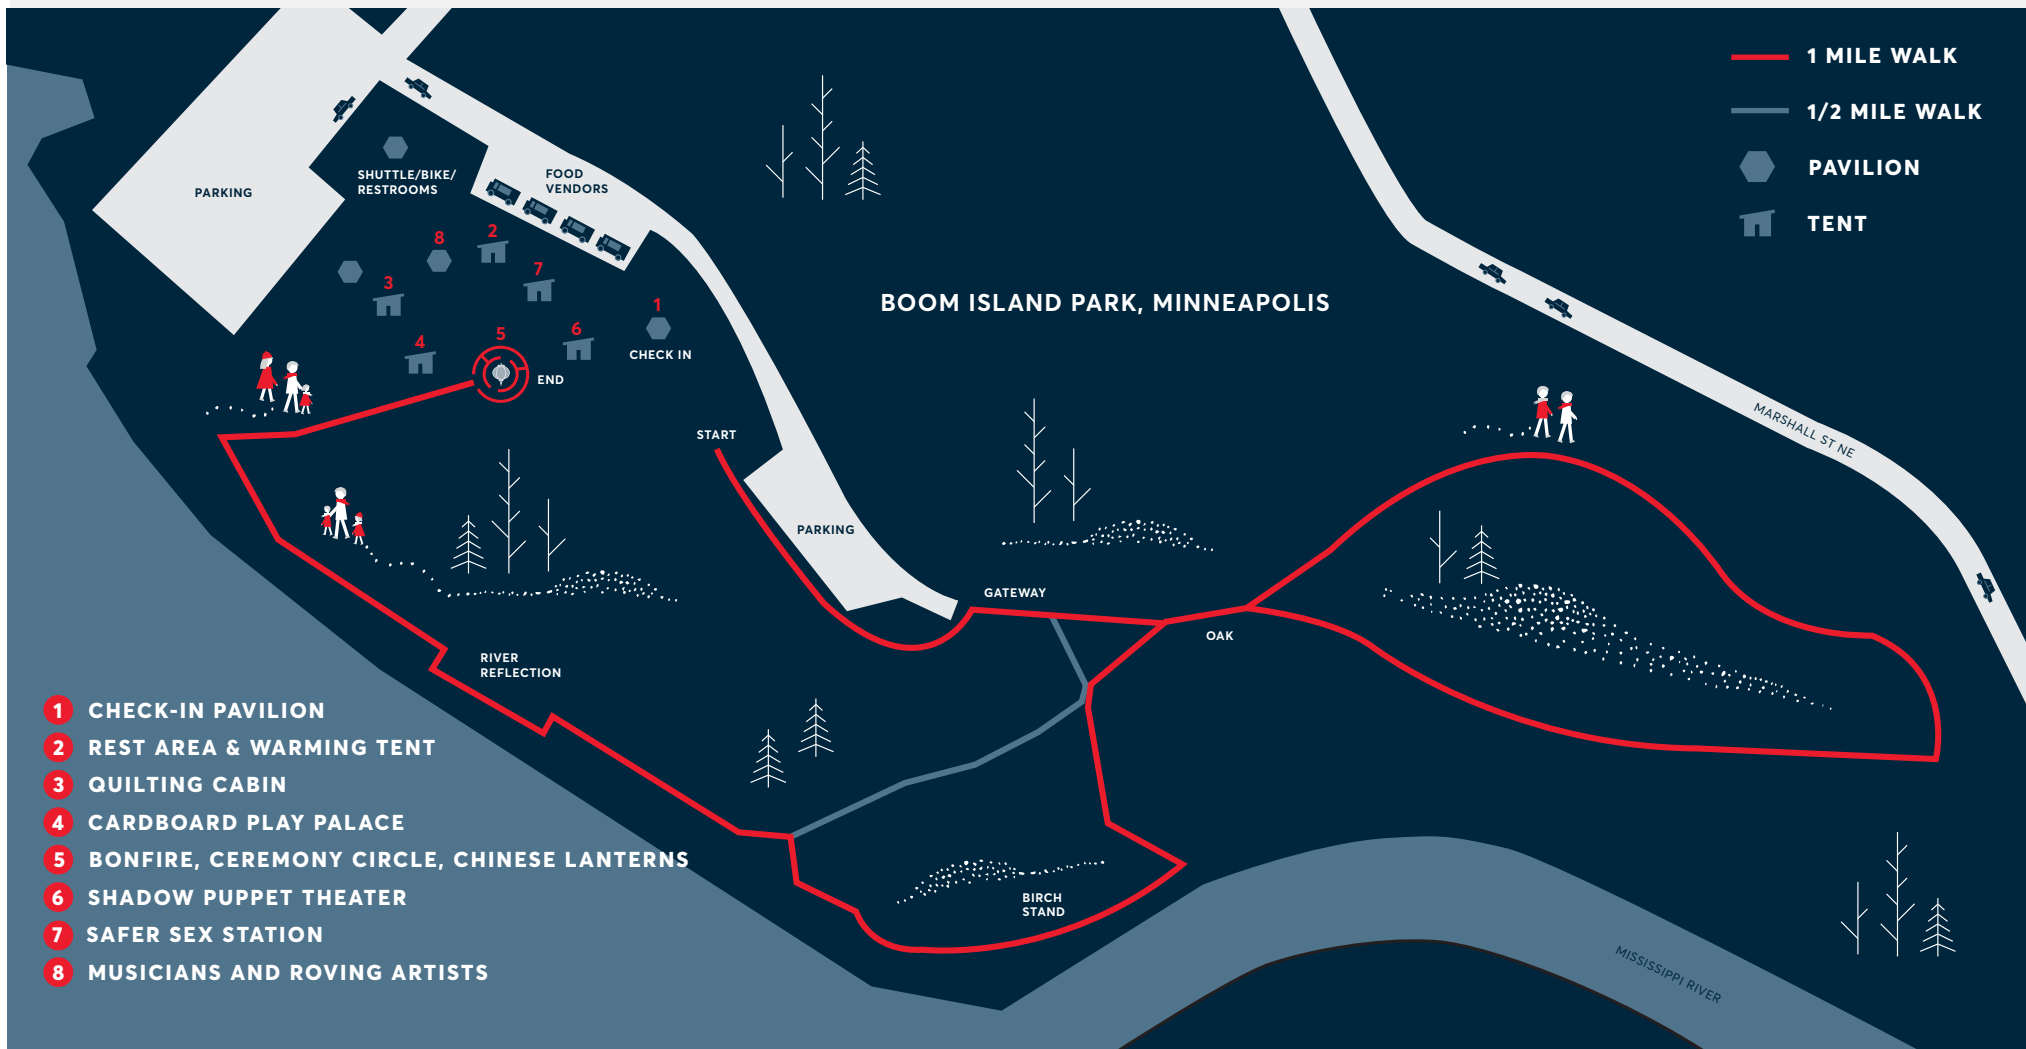 1 MILE WALK
1/2 MILE WALK
PAVILION
TENT
PARKING
SHUTTLE/BIKE/
RESTROOMS
FOOD
VENDORS
8
2
3
7
1
CHECK IN
4
5
6
END
BOOM ISLAND PARK, MINNEAPOLIS
MARSHALL ST NE
START
PARKING
GATEWAY
OAK
RIVER
REFLECTION
BIRCH
STAND
MISSISSIPPI RIVER
1 CHECK-IN PAVILION
2 REST AREA & WARMING TENT
3 QUILTING CABIN
4 CARDBOARD PLAY PALACE
5 BONFIRE, CEREMONY CIRCLE, CHINESE LANTERNS
6 SHADOW PUPPET THEATER
7 SAFER SEX STATION
8 MUSICIANS AND ROVING ARTISTS